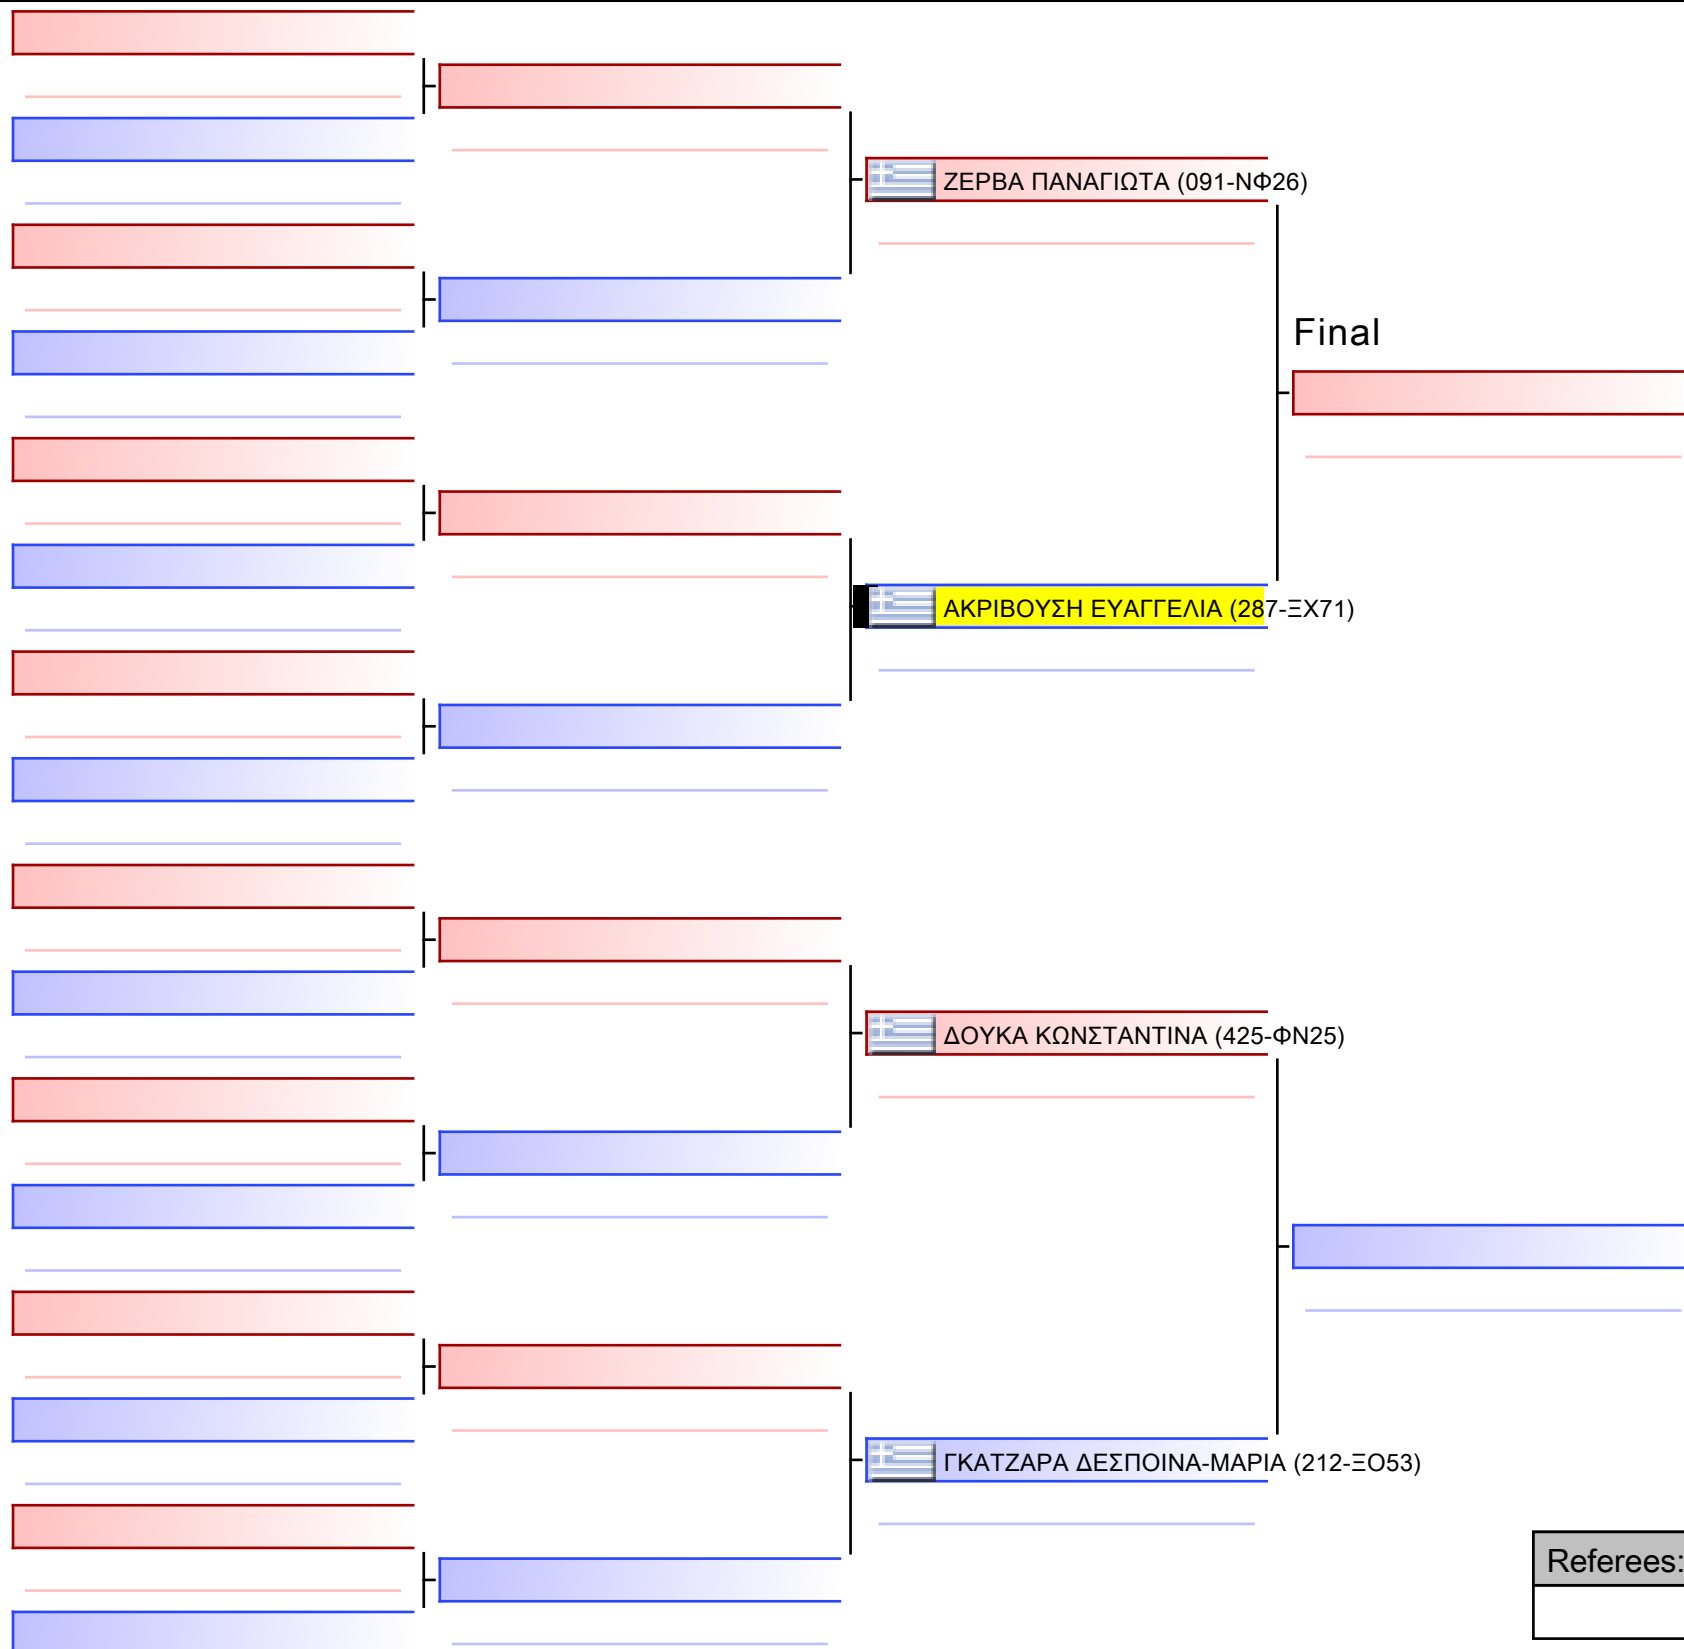 ΖΕΡΒΑ ΠΑΝΑΓΙΩΤΑ (091-ΝΦ26)
Final
ΑΚΡΙΒΟΥΣΗ ΕΥΑΓΓΕΛΙΑ (287-ΞΧ71)
ΔΟΥΚΑ ΚΩΝΣΤΑΝΤΙΝΑ (425-ΦΝ25)
ΓΚΑΤΖΑΡΑ ΔΕΣΠΟΙΝΑ-ΜΑΡΙΑ (212-ΞΟ53)
Referees: